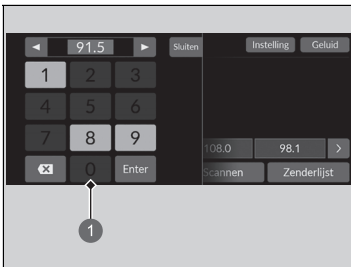 ◄ 91.5 ► Sluiten Instelling Geluid
1 2 3
4 5 6
7 8 9
108.0 98.1 >
0 Enter Scannen Zenderlijst
1